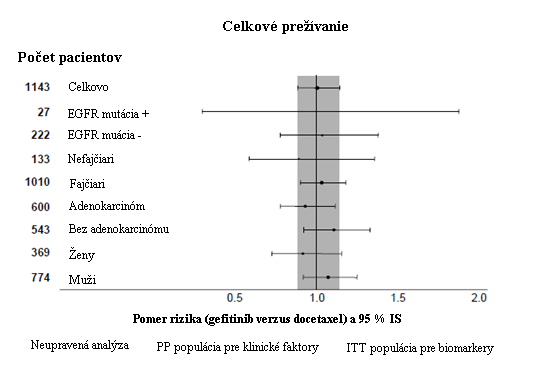 Celkové prežívanie
Počet pacientov
1143 Celkovo
27 EGFR mutácia +
222 EGFR muácia -
133 Nefajčiari
1010 Fajčiari
600 Adenokarcinóm
543 Bez adenokarcinómu
369 Ženy
774 Muži
0.5 1.0 1.5 2.0
Pomer rizika (gefitinib verzus docetaxel) a 95 % IS
Neupravená analýza PP populácia pre klinické faktory ITT populácia pre biomarkery